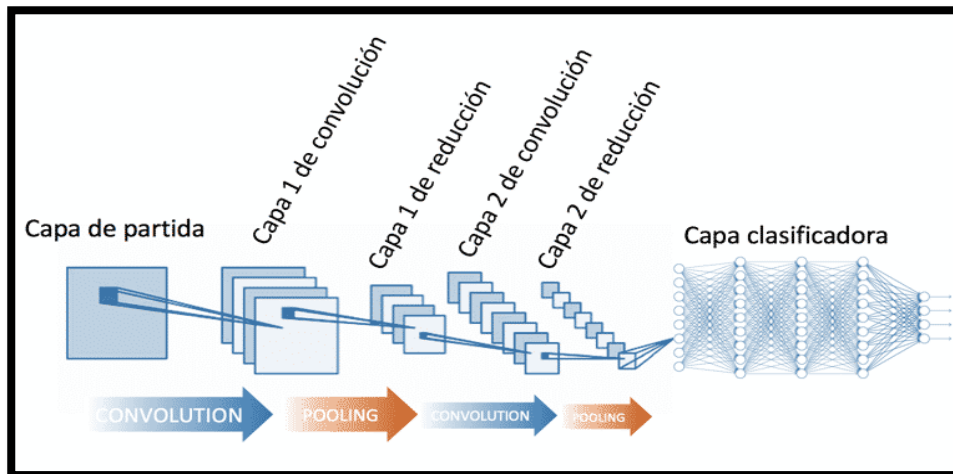 Capa de partida
Capa 1 de convolución
Capa 1 de reducción
Capa 2 de convolución
Capa 2 de reducción
Capa clasificadora
CONVOLUTION
POOLING
CONVOLUTION
POOLING